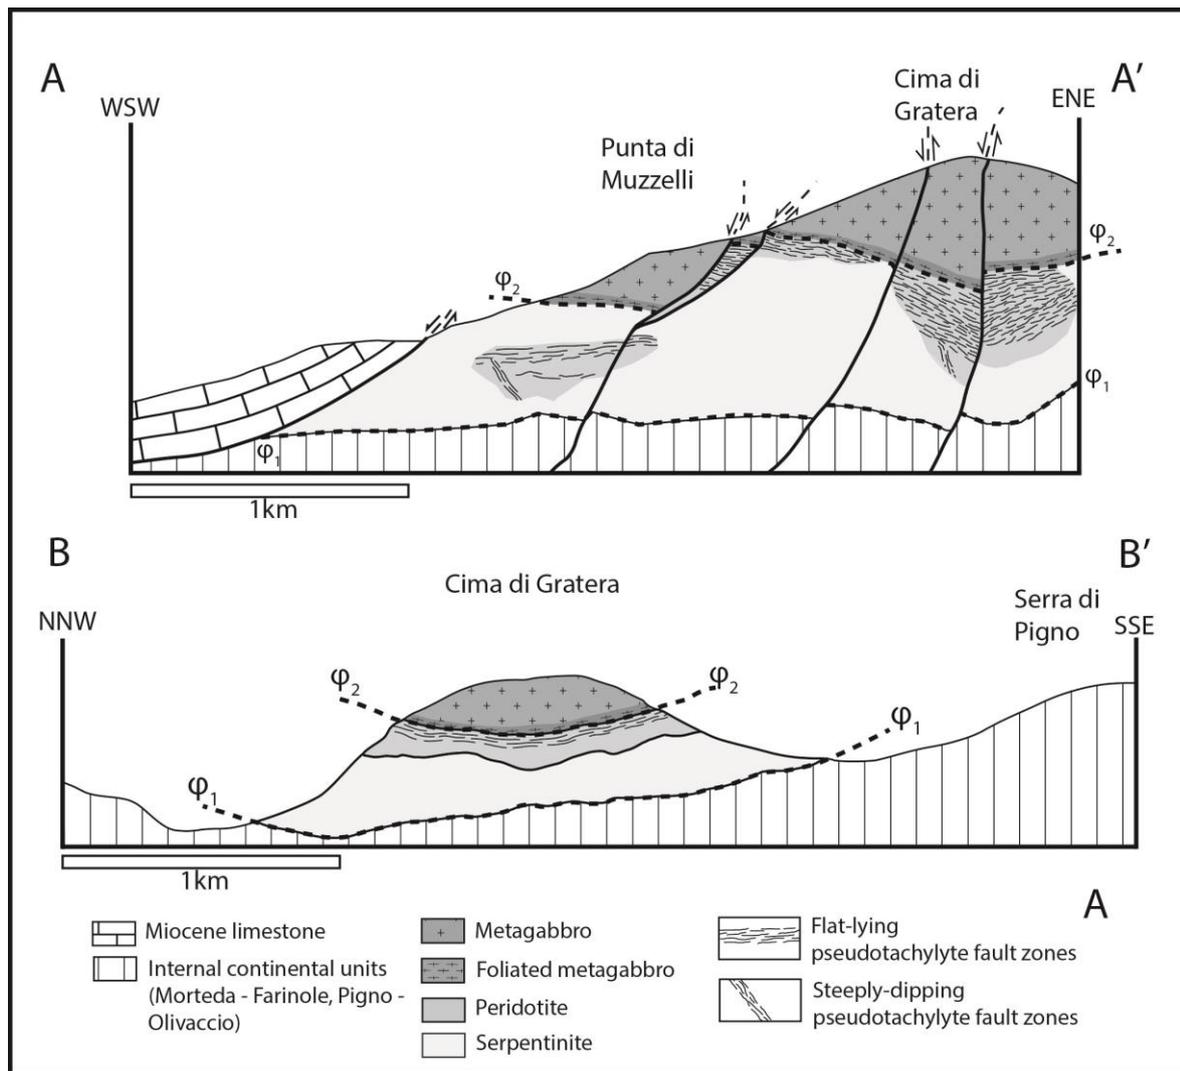 A
A′
WSW
Cima di
Gratera
ENE
Punta di
Muzzelli
φ2
φ2
φ1
φ1
1km
B
B′
Cima di Gratera
Serra di
Pigno
NNW
SSE
φ2
φ2
φ1
φ1
1km
A
Miocene limestone
Internal continental units
(Morteda - Farinole, Pigno -
Olivaccio)
Metagabbro
Foliated metagabbro
Peridotite
Serpentinite
Flat-lying
pseudotachylyte fault zones
Steeply-dipping
pseudotachylyte fault zones